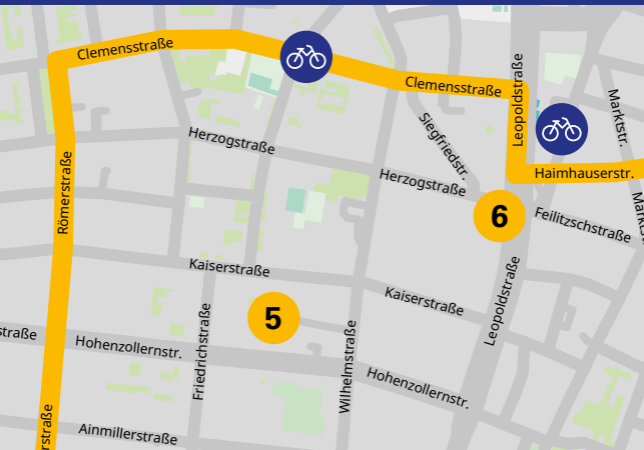 Clemensstraße
Clemensstraße
Leopoldstraße
Marktstr.
Siegfriedstr.
Herzogstraße
Herzogstraße
Haimhauserstr.
Römerstraße
6
Feilitzschstraße
Kaiserstraße
Kaiserstraße
Leopoldstraße
5
straße
Hohenzollernstr.
Friedrichstraße
Wilhelmstraße
Hohenzollernstr.
Ainmillerstraße
rstraße